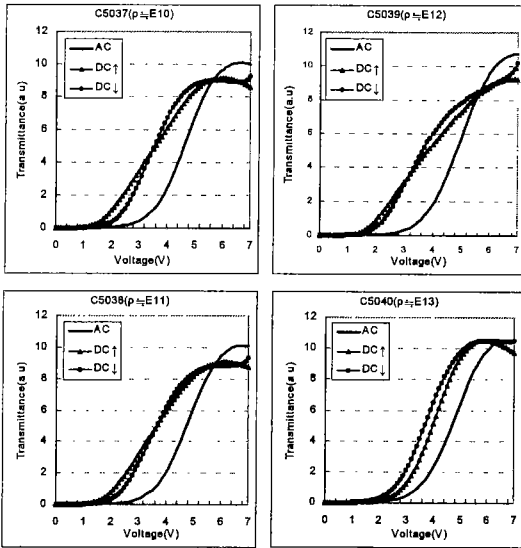 C5037(ρ≒E10)
AC
DC↑
DC↓
Transmittance(a.u)
12
10
8
6
4
2
0
0 1 2 3 4 5 6 7
Voltage(V)
C5039(ρ≒E12)
AC
DC↑
DC↓
Transmittance(a.u)
12
10
8
6
4
2
0
0 1 2 3 4 5 6 7
Voltage(V)
C5038(ρ≒E11)
AC
DC↑
DC↓
Transmittance(a u)
12
10
8
6
4
2
0
0 1 2 3 4 5 6 7
Voltage(V)
C5040(ρ≒E13)
AC
DC↑
DC↓
Transmittance(a u)
12
10
8
6
4
2
0
0 1 2 3 4 5 6 7
Voltage(V)